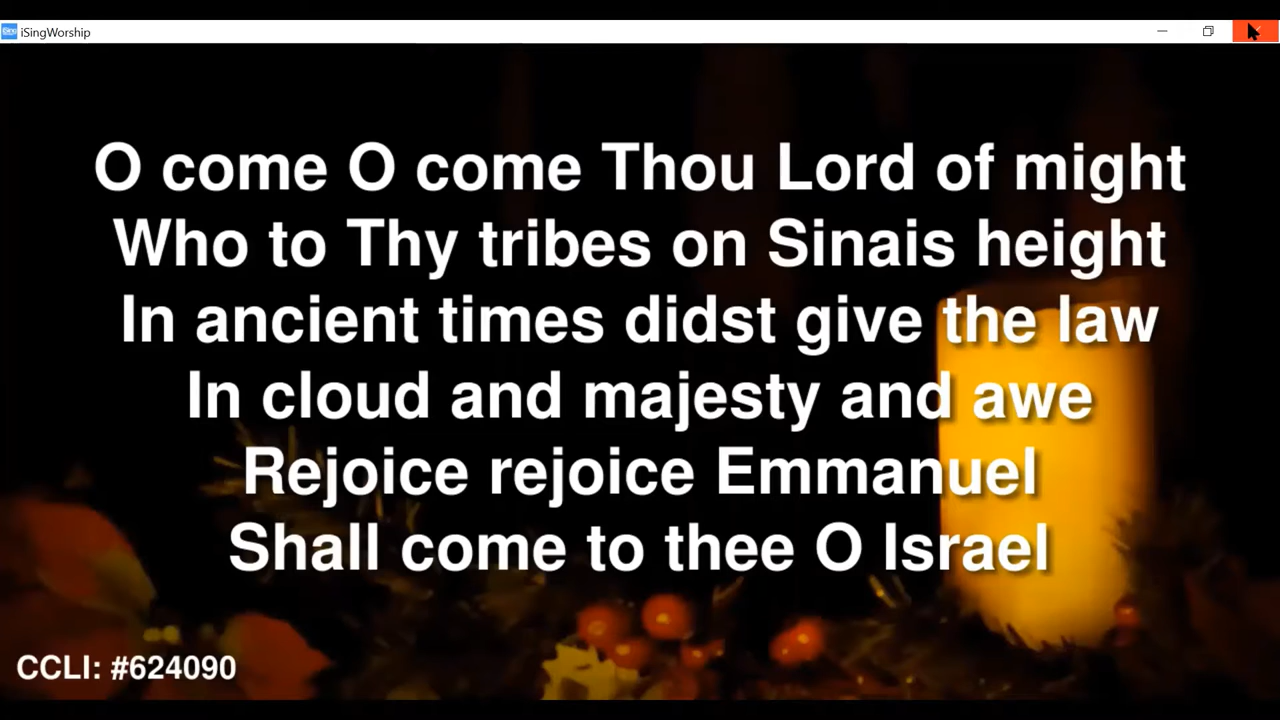 iSingWorship
O come O come Thou Lord of might
Who to Thy tribes on Sinais height
In ancient times didst give the law
In cloud and majesty and awe
Rejoice rejoice Emmanuel
Shall come to thee O Israel
CCLI: #624090